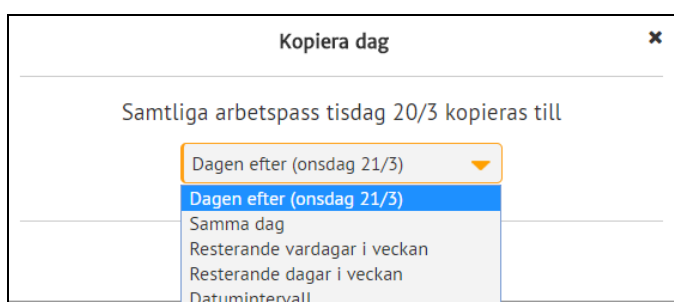 Kopiera dag
Samtliga arbetspass tisdag 20/3 kopieras till
Dagen efter (onsdag 21/3)
Dagen efter (onsdag 21/3)
Samma dag
Resterande vardagar i veckan
Resterande dagar i veckan
Datumintervall